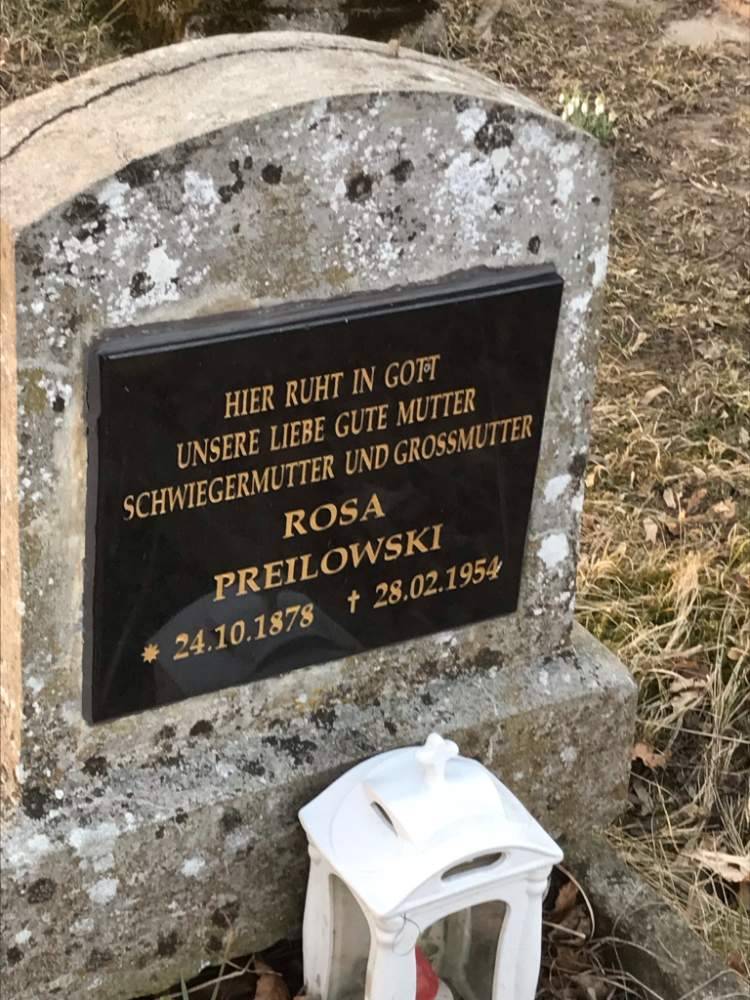 HIER RUHT IN GOTT
UNSERE LIEBE GUTE MUTTER
SCHWIEGERMUTTER UND GROSSMUTTER
ROSA
PREILOWSKI
* 24.10.1878 † 28.02.1954